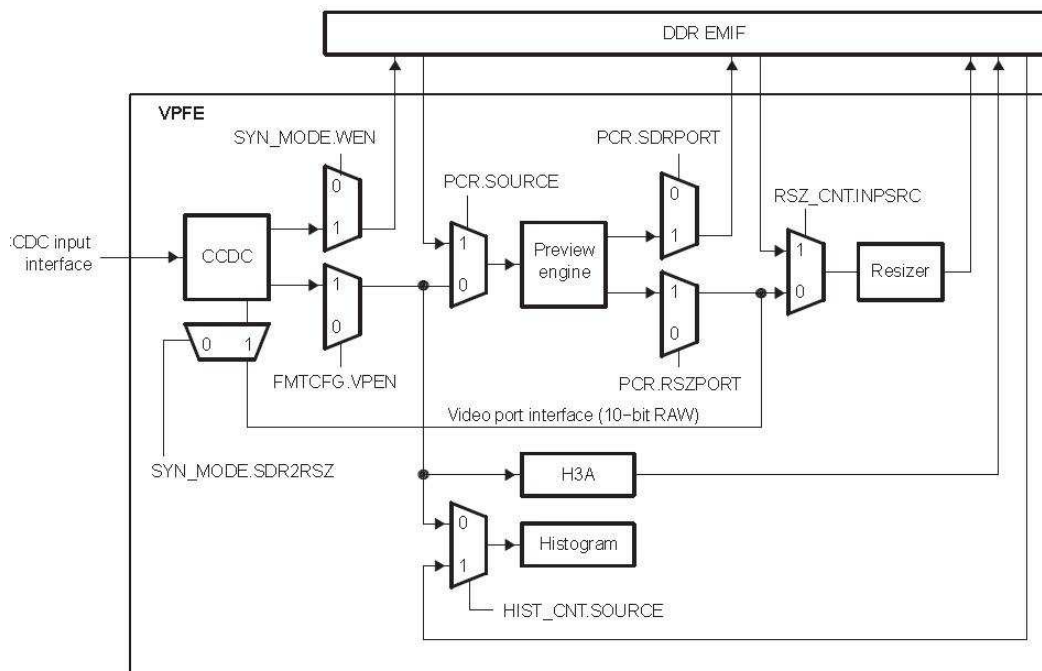 DDR EMIF
VPFE
SYN_MODE.WEN
PCR.SDRPORT
0
1
PCR.SOURCE
0
1
RSZ_CNT.INPSRC
:CDC input
interface
CCDC
1
0
Preview
engine
1
0
Resizer
1
0
1
0
0 1
FMTCFG.VPEN
PCR.RSZPORT
Video port interface (10−bit RAW)
SYN_MODE.SDR2RSZ
H3A
0
1
Histogram
HIST_CNT.SOURCE